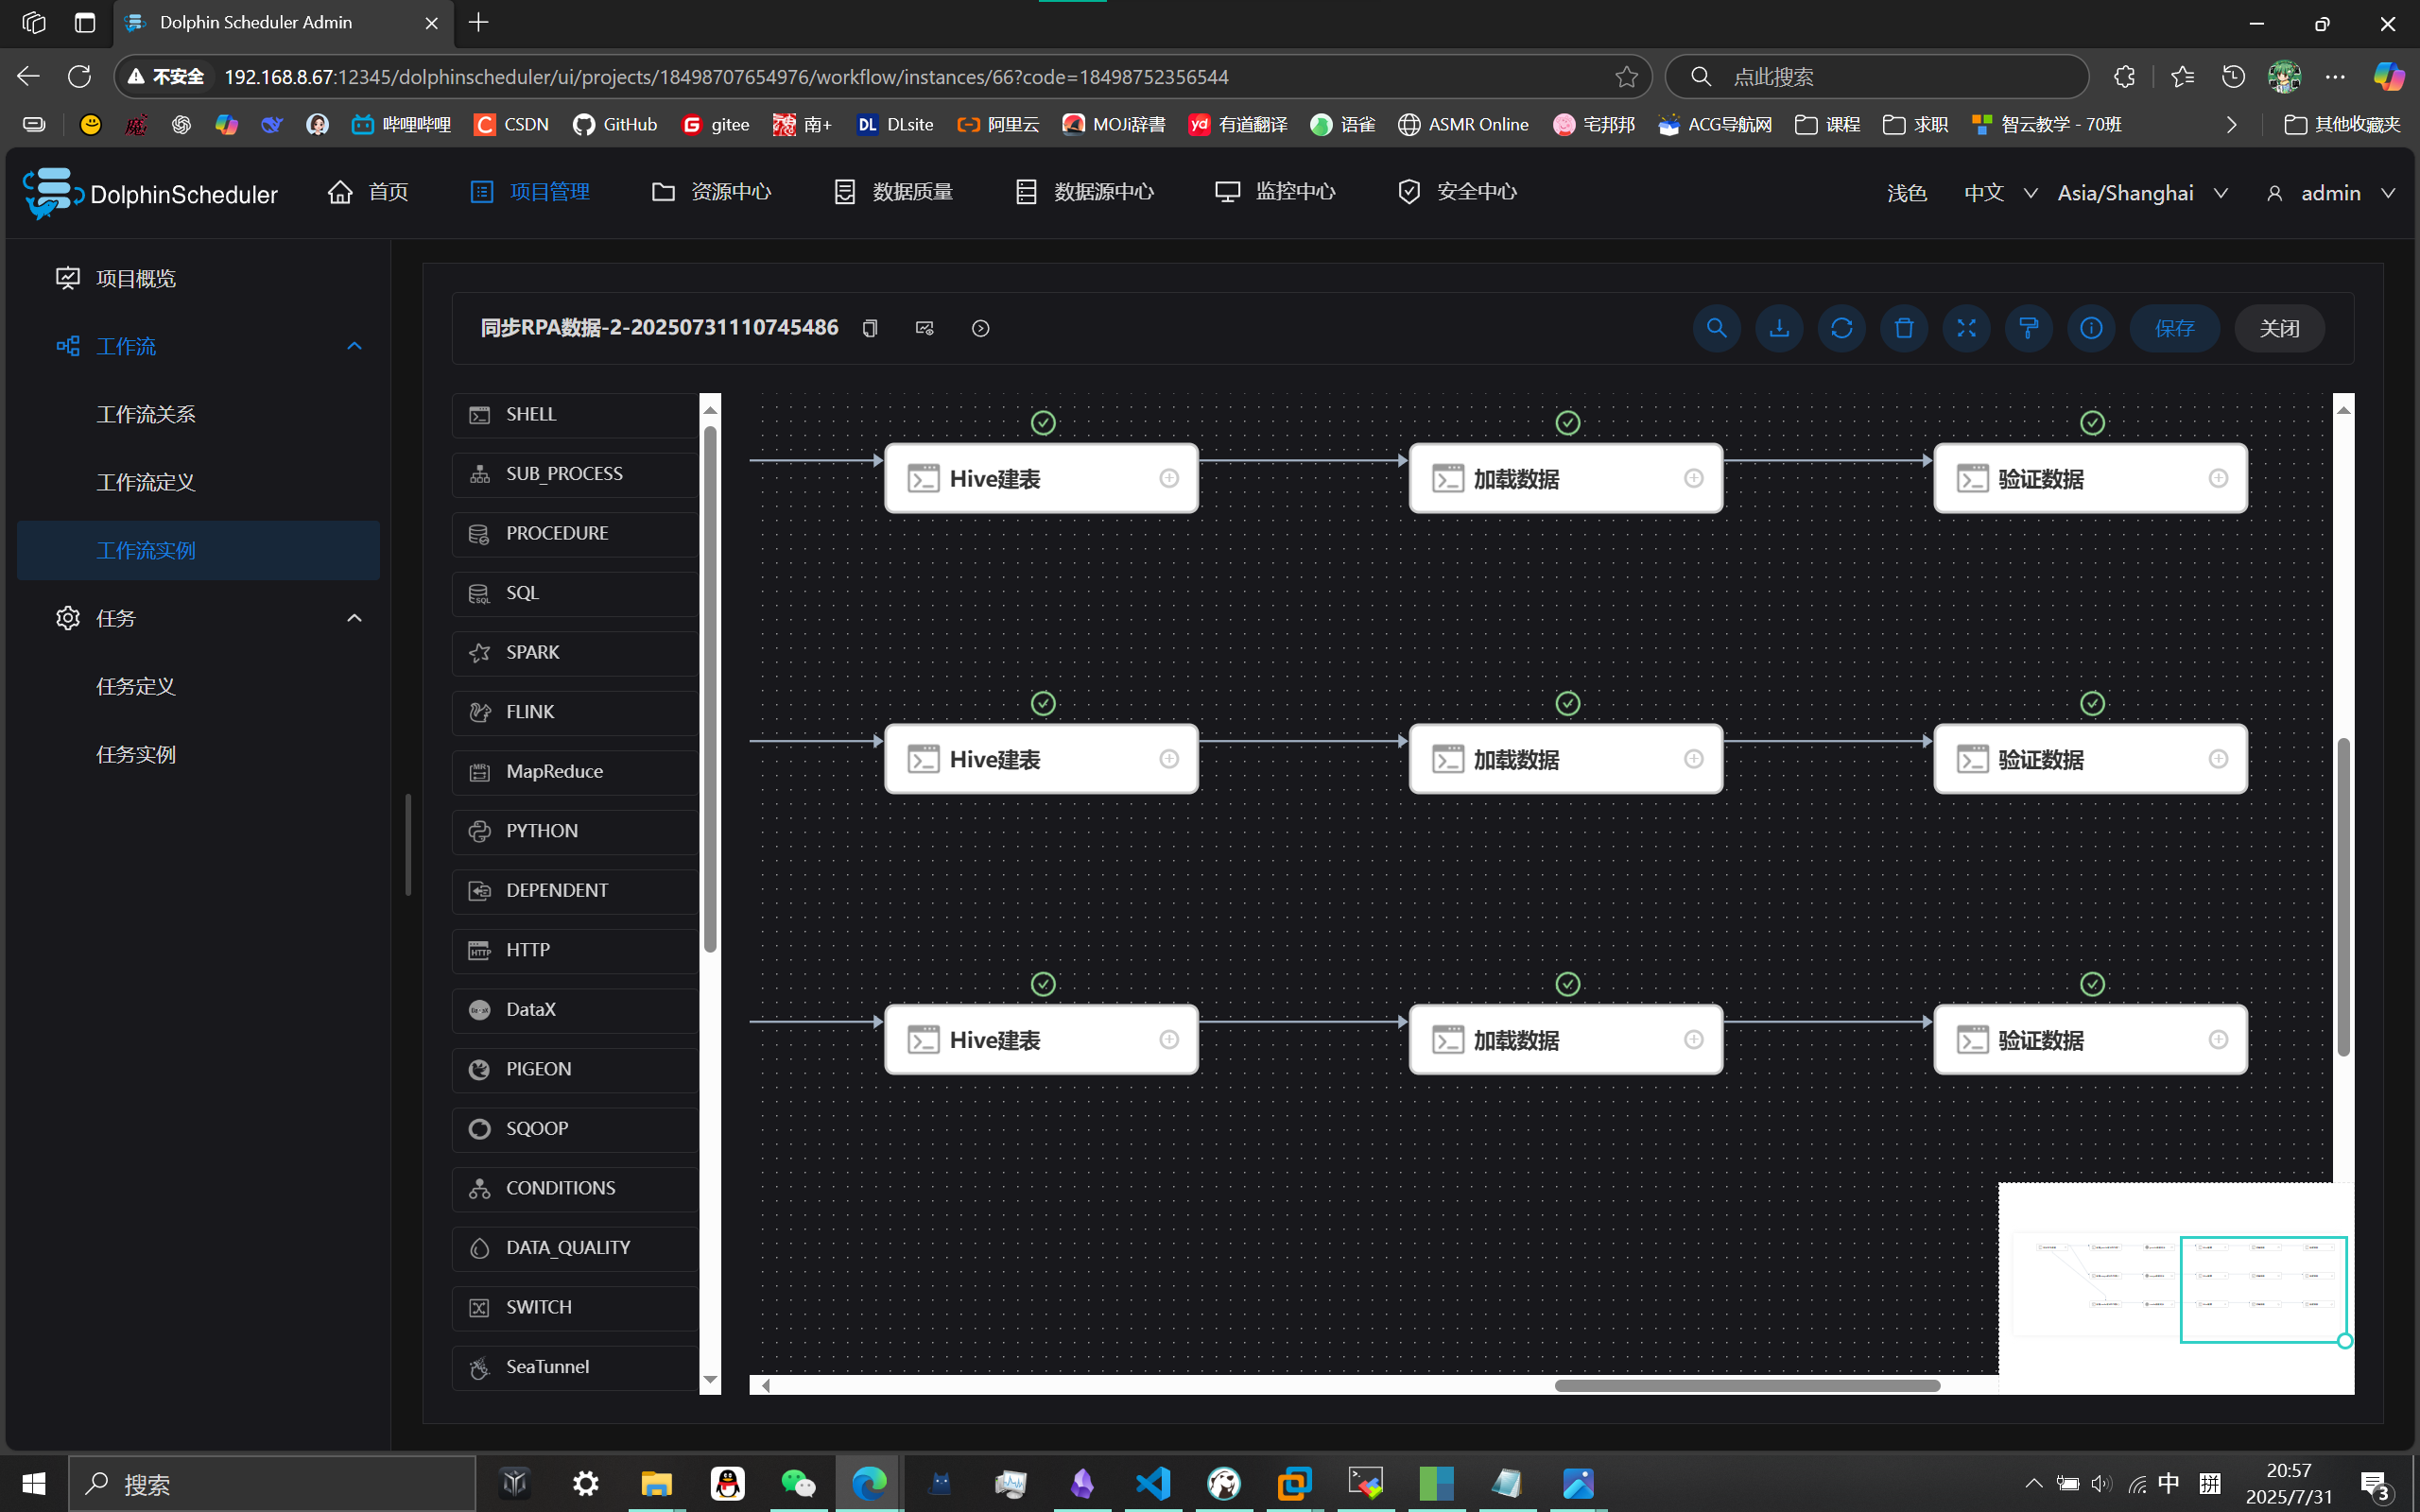 Dolphin Scheduler Admin
不安全 192.168.8.67:12345/dolphinscheduler/ui/projects/18498707654976/workflow/instances/66?code=18498752356544
点此搜索
哔哩哔哩 CSDN GitHub gitee 南+ DLsite 阿里云 MOJi辞書 有道翻译 语雀 ASMR Online 宅邦邦 ACG导航网 课程 求职 智云教学 - 70班 其他收藏夹
DolphinScheduler 首页 项目管理 资源中心 数据质量 数据源中心 监控中心 安全中心 浅色 中文 Asia/Shanghai admin
项目概览
工作流
工作流关系
工作流定义
工作流实例
任务
任务定义
任务实例
同步RPA数据-2-20250731110745486
保存 关闭
SHELL
SUB_PROCESS
PROCEDURE
SQL
SPARK
FLINK
MapReduce
PYTHON
DEPENDENT
HTTP
DataX
PIGEON
SQOOP
CONDITIONS
DATA_QUALITY
SWITCH
SeaTunnel
Hive建表 加载数据 验证数据
Hive建表 加载数据 验证数据
Hive建表 加载数据 验证数据
搜索
中 拼
20:57
2025/7/31
3